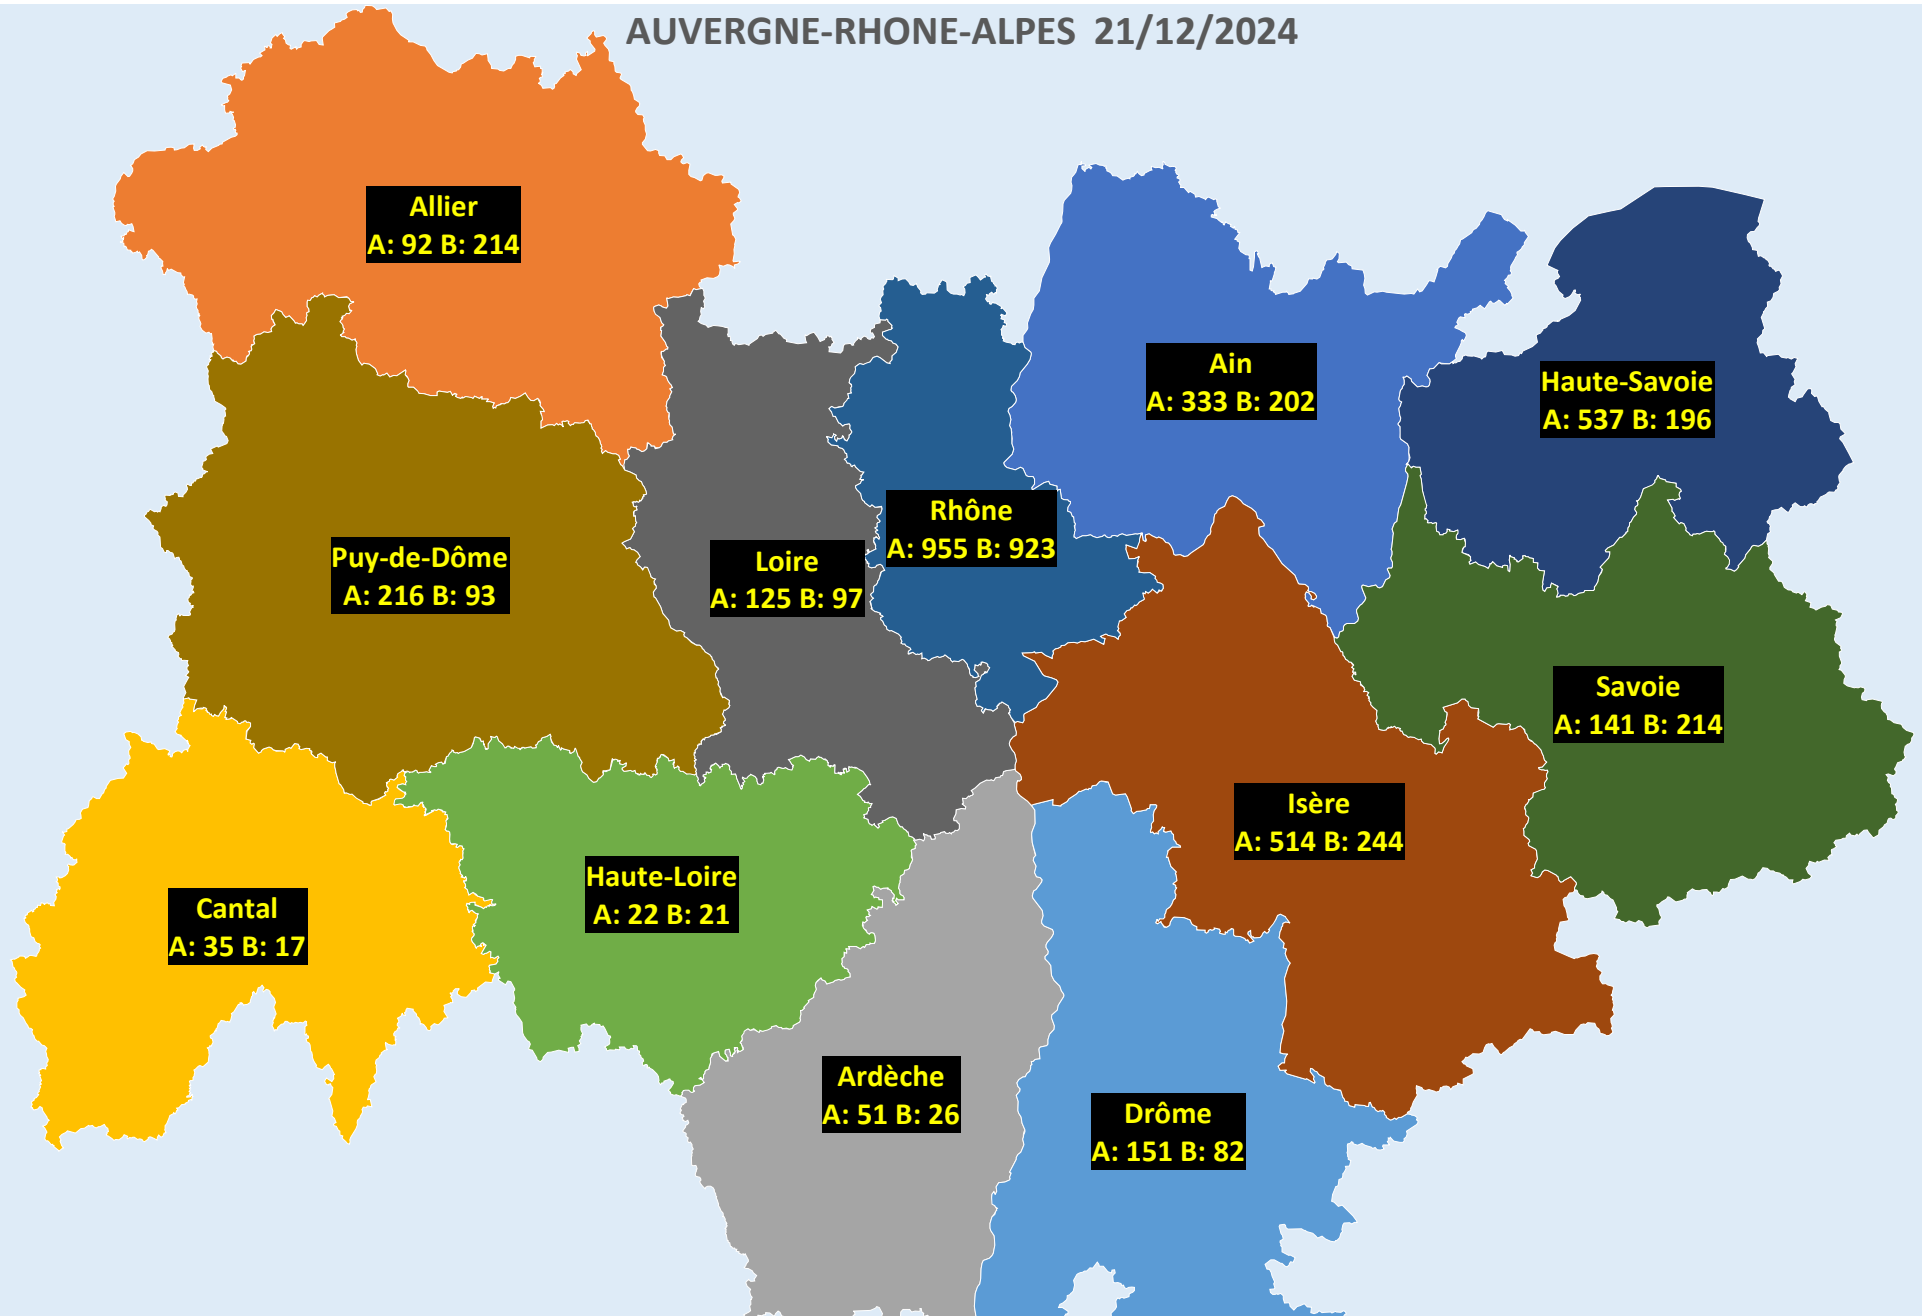 AUVERGNE-RHONE-ALPES 21/12/2024
Allier
A: 92 B: 214
Ain
A: 333 B: 202
Haute-Savoie
A: 537 B: 196
Rhône
A: 955 B: 923
Puy-de-Dôme
A: 216 B: 93
Loire
A: 125 B: 97
Savoie
A: 141 B: 214
Isère
A: 514 B: 244
Haute-Loire
A: 22 B: 21
Cantal
A: 35 B: 17
Ardèche
A: 51 B: 26
Drôme
A: 151 B: 82